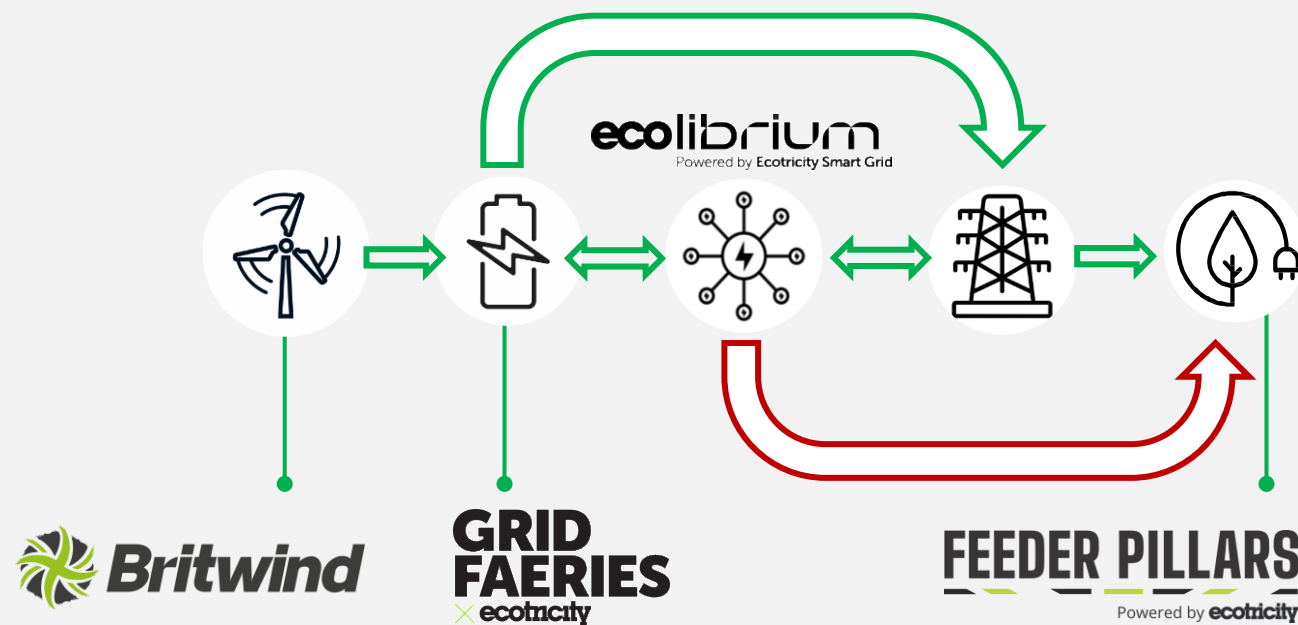 ecolibrium
Powered by Ecotricity Smart Grid
Britwind
GRID
FAERIES
× ecotricity
FEEDER PILLARS
Powered by ecotricity